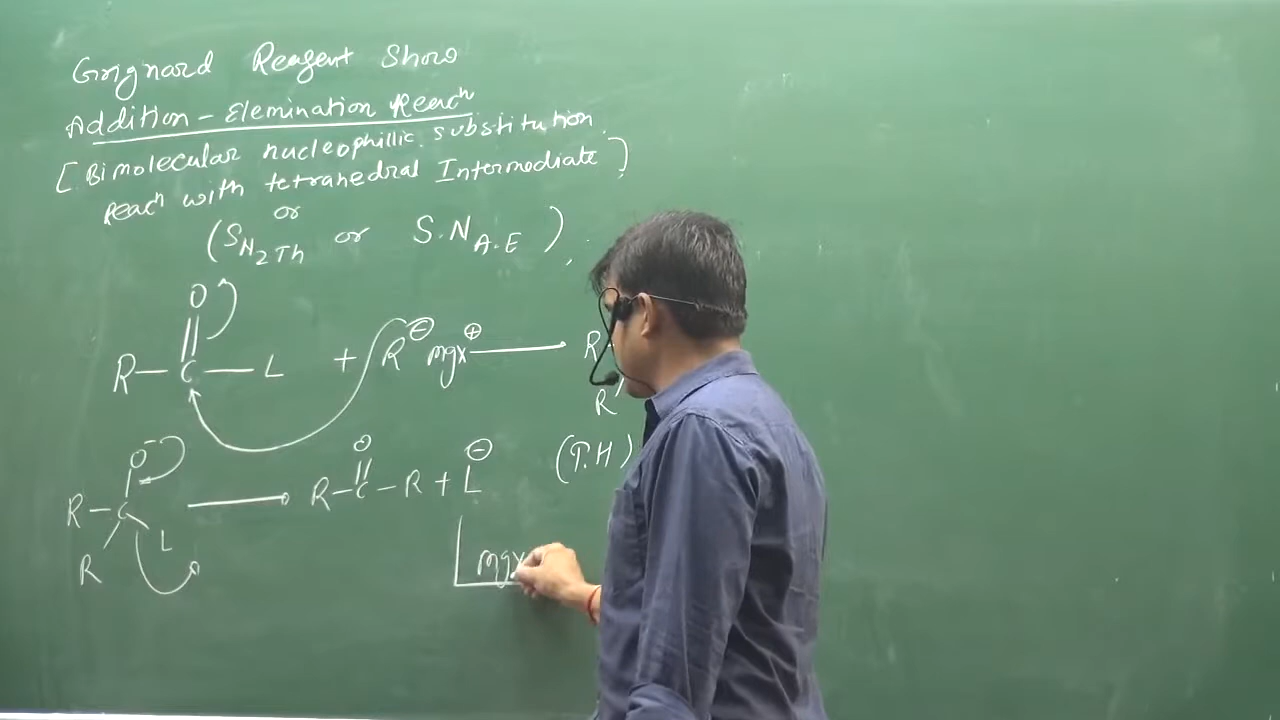 Grignard Reagent Show
Addition - Elemination Reacn
[Bimolecular nucleophillic substitution
Reacn with tetrahedral Intermediate]
or
(SN2Th or S.NA.E)
O
R-C-L + R⊖ mgx⊕ → R
R
(T.H)
O⁻
R-C
L
R
→
O
R-C-R + L⊖
mgx